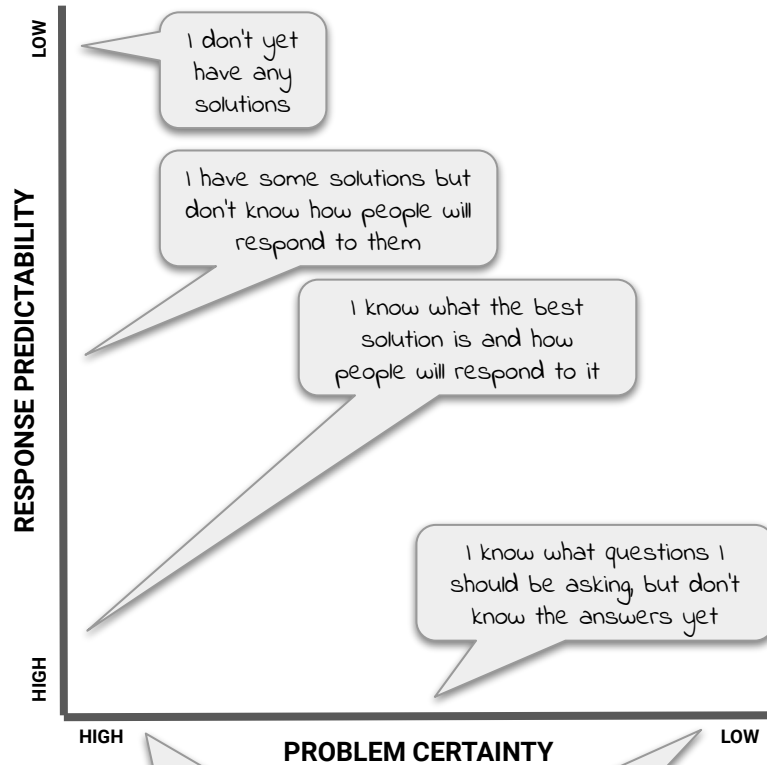 LOW
I don't yet
have any
solutions
I have some solutions but
don't know how people will
respond to them
RESPONSE PREDICTABILITY
I know what the best
solution is and how
people will respond to it
I know what questions I
should be asking, but don't
know the answers yet
HIGH
HIGH
PROBLEM CERTAINTY
LOW